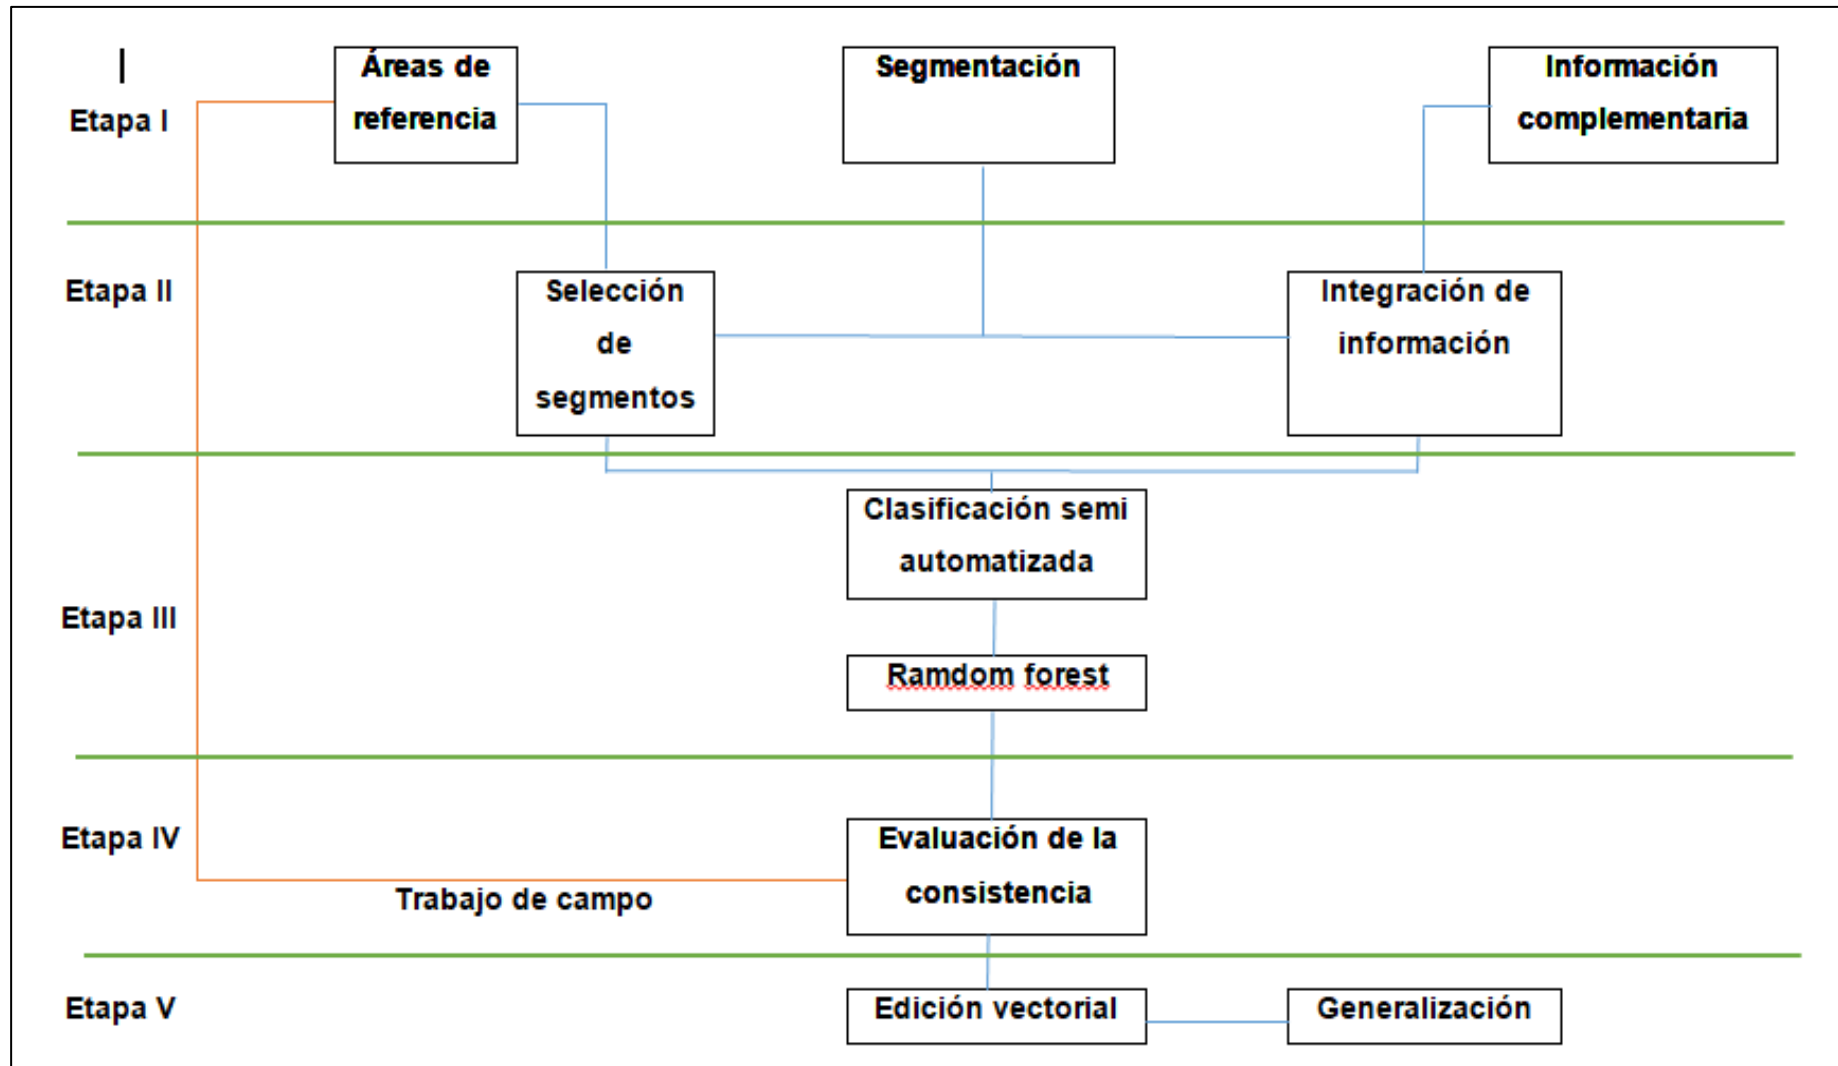 Etapa I
Áreas de
referencia
Segmentación
Información
complementaria
Etapa II
Selección
de
segmentos
Integración de
información
Etapa III
Clasificación semi
automatizada
Ramdom forest
Etapa IV
Evaluación de la
consistencia
Trabajo de campo
Etapa V
Edición vectorial
Generalización